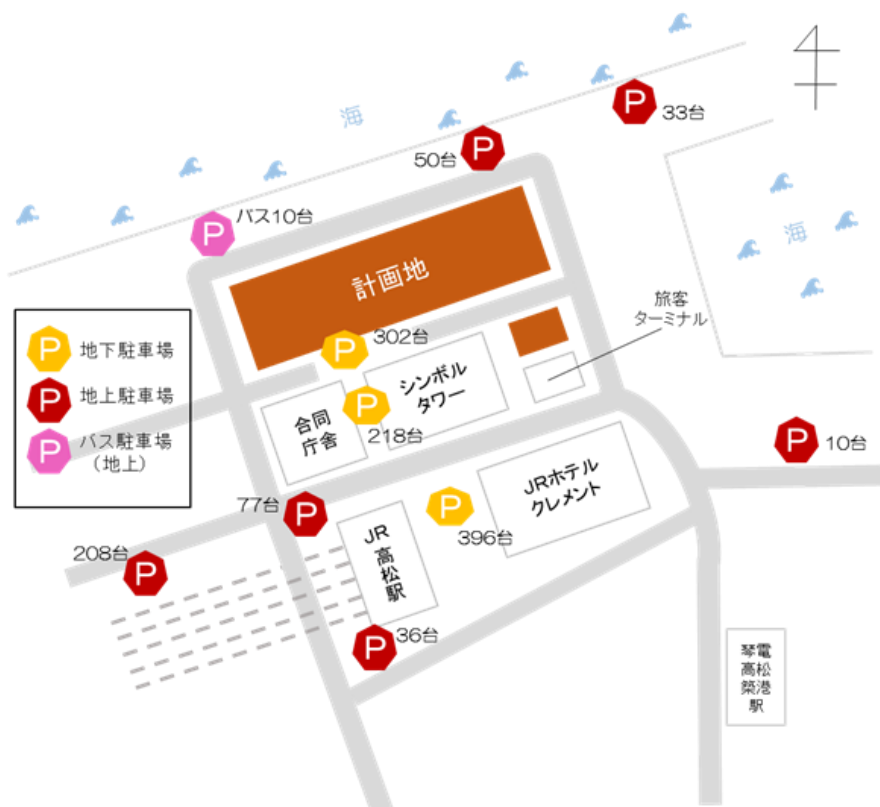 海
33台
50台
バス10台
計画地
海
旅客
ターミナル
302台
P 地下駐車場
P 地上駐車場
P バス駐車場
(地上)
シンボル
タワー
合同
庁舎
218台
10台
JRホテル
クレメント
77台
396台
JR
高松駅
208台
36台
琴電
高松
築港
駅
P
P
P
P
P
P
P
P
P
P
P